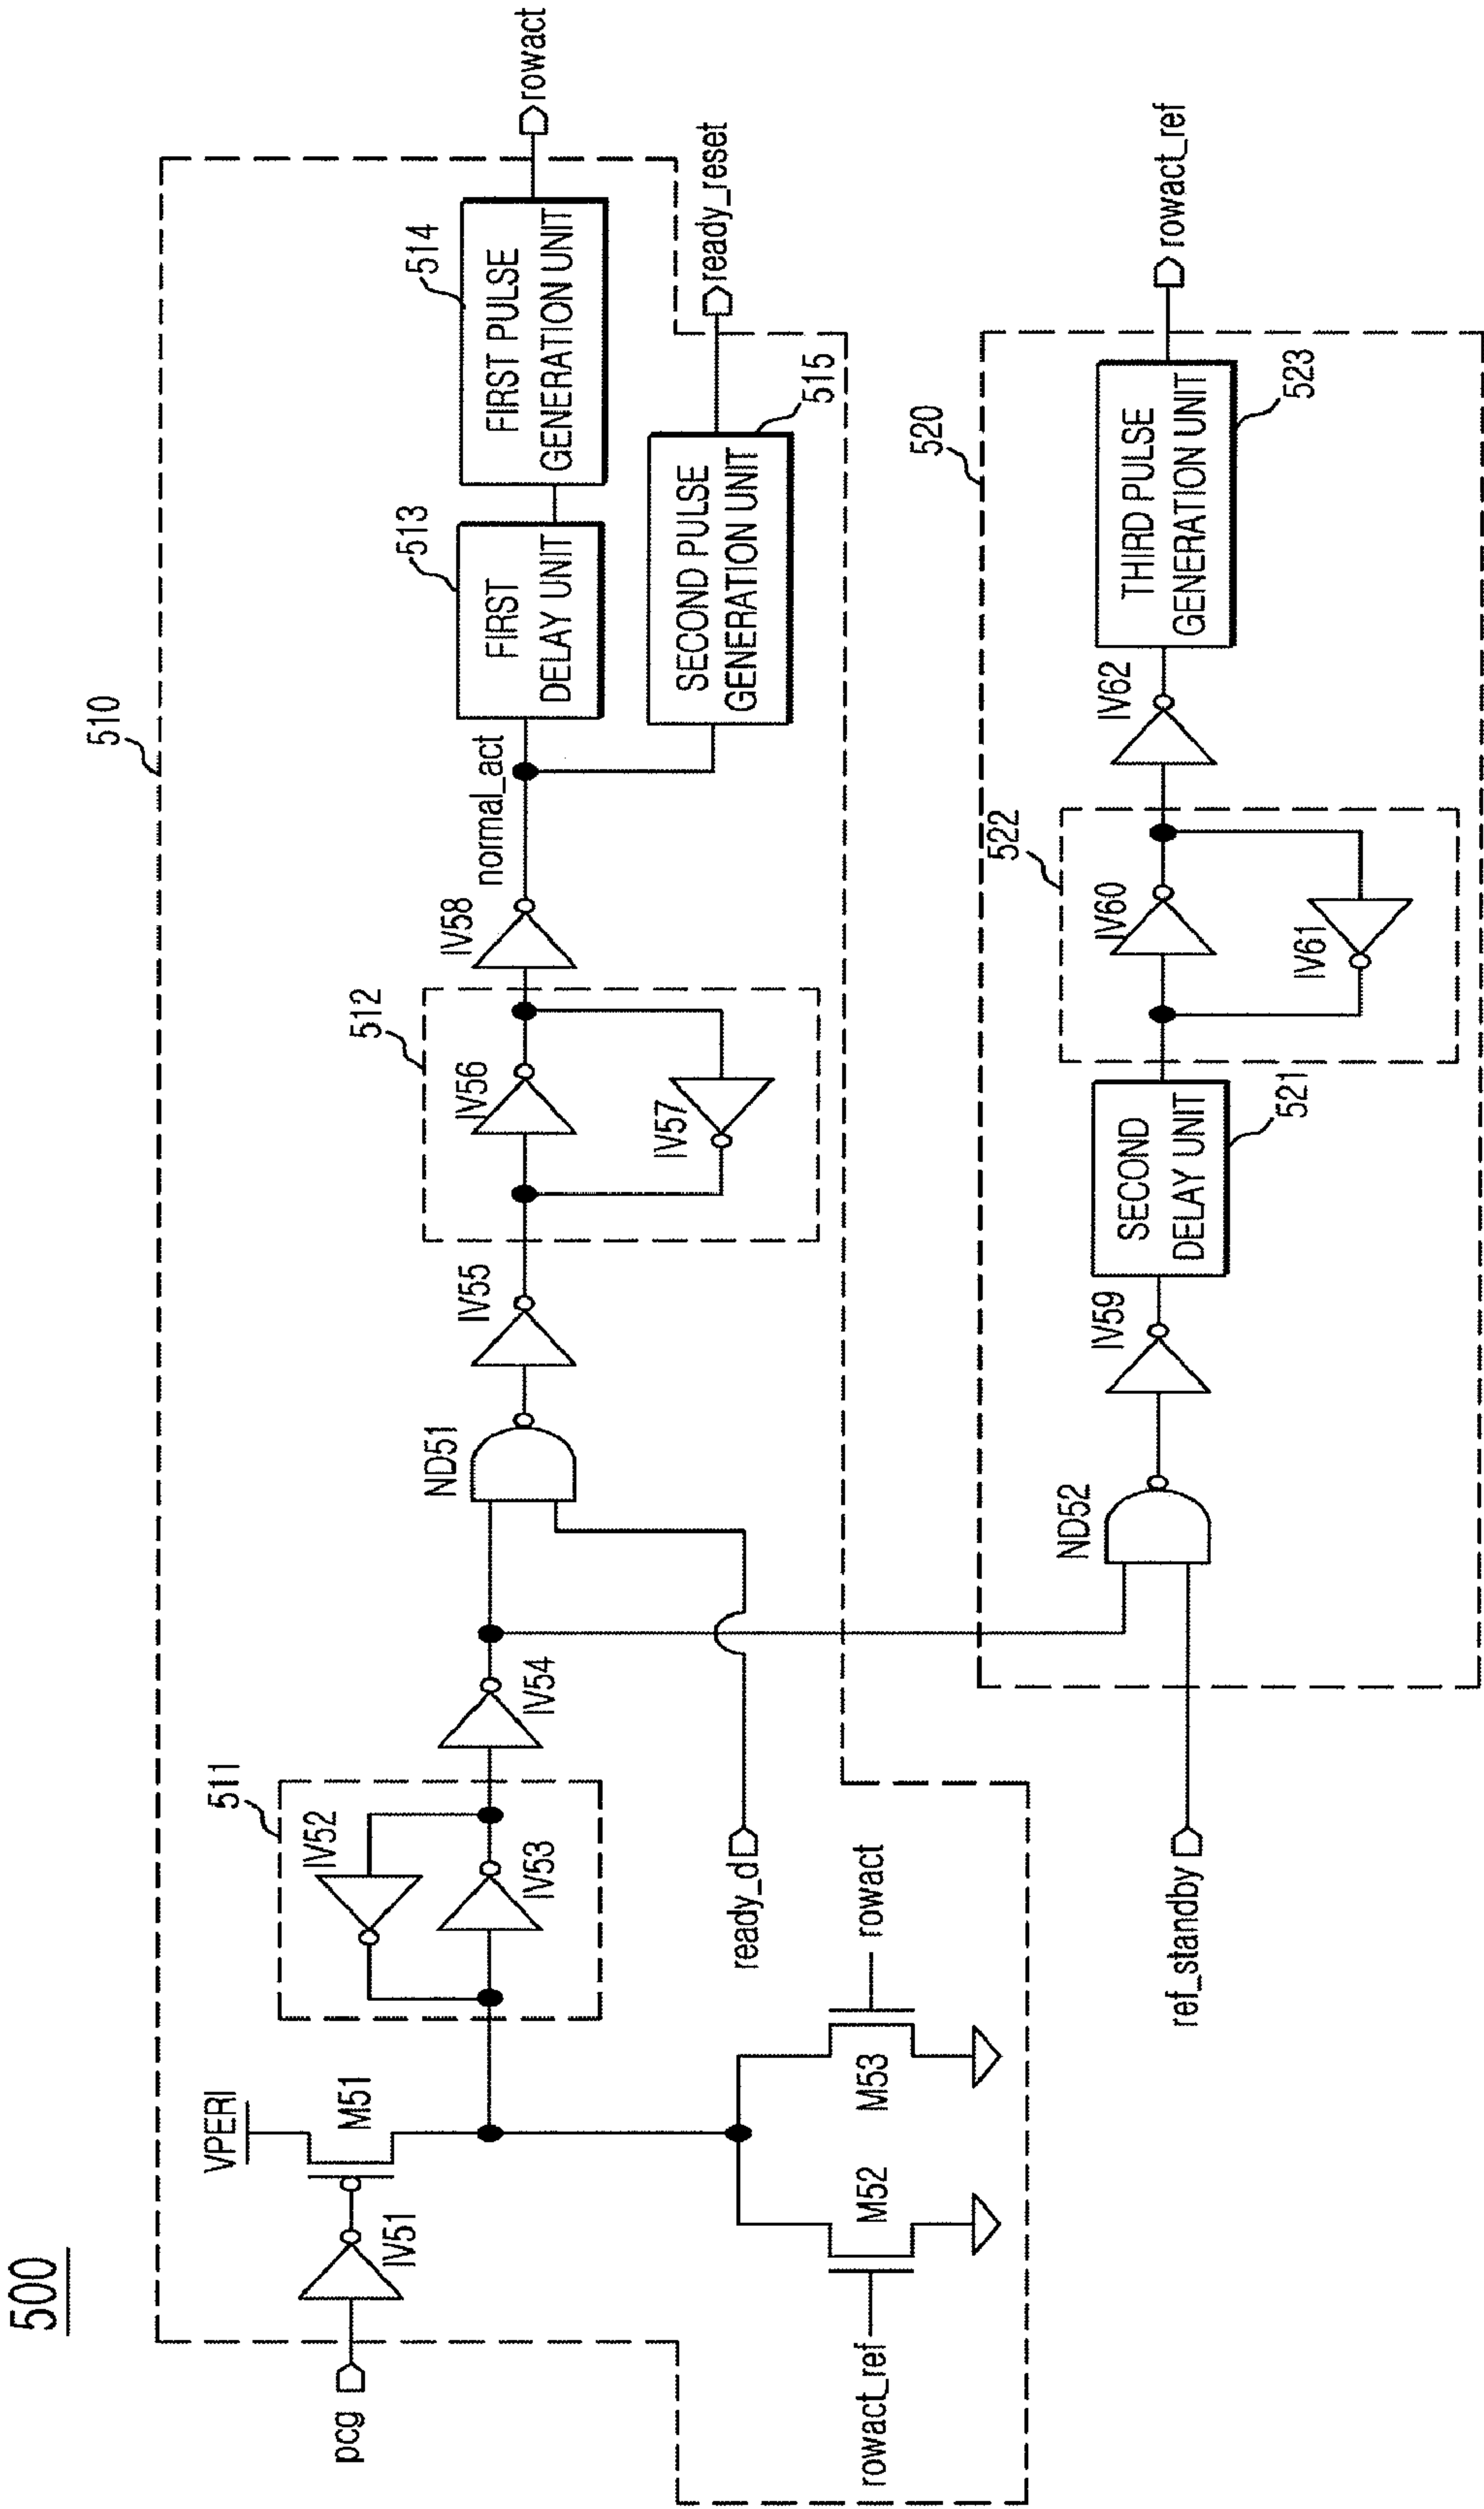 500
510
pcg
IV51
VPERI
M51
rowact_ref
M52
M53
rowact
511
IV52
IV53
IV54
ready_d
ND51
IV55
512
IV56
IV57
IV58
normal_act
513
FIRST
DELAY UNIT
514
FIRST PULSE
GENERATION UNIT
rowact
SECOND PULSE
GENERATION UNIT
515
ready_reset
520
ref_standby
ND52
IV59
SECOND
DELAY UNIT
521
522
IV60
IV61
IV62
THIRD PULSE
GENERATION UNIT
523
rowact_ref